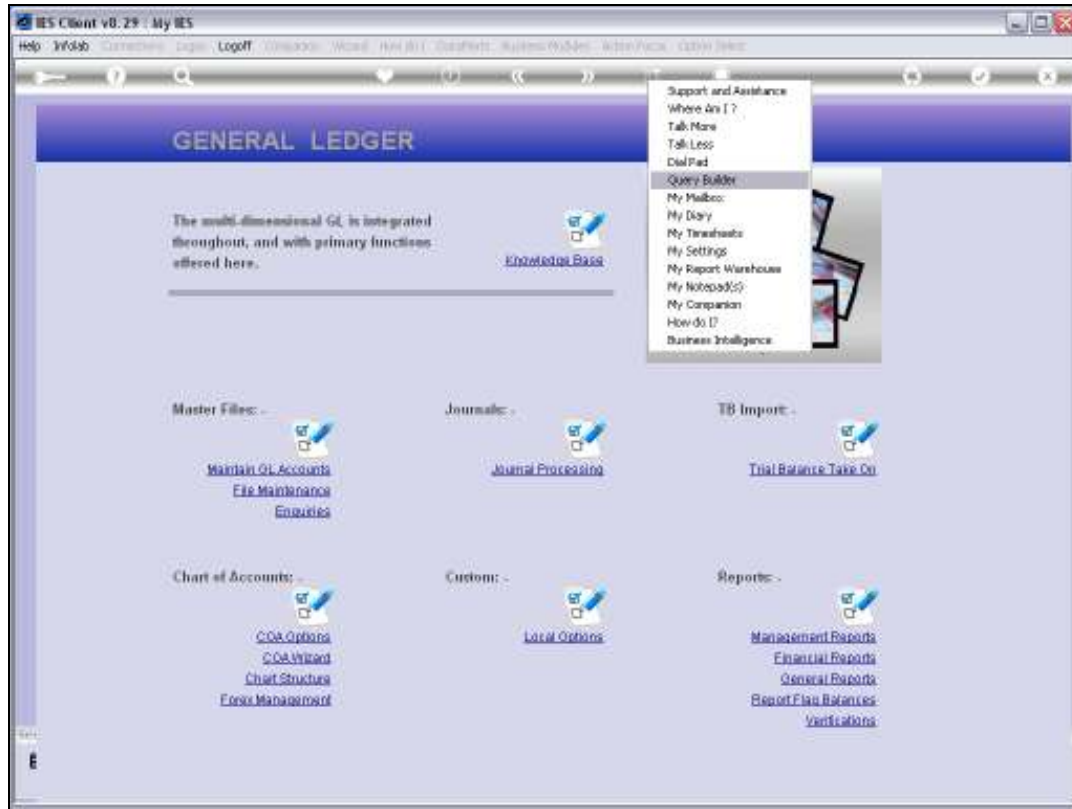 IES Client v0.29 : My IES
Help Infolab Logoff
GENERAL LEDGER
Support and Assistance
Where Am I ?
Talk More
Talk Less
Dial Pad
Query Builder
My Mailbox
My Diary
My Timesheets
My Settings
My Report Warehouse
My Notepad(s)
My Companion
How do I?
Business Intelligence
The multi-dimensional GL is integrated
throughout, and with primary functions
offered here.
Knowledge Base
Master Files: -
Journals: -
TB Import: -
Maintain GL Accounts
File Maintenance
Enquiries
Journal Processing
Trial Balance Take On
Chart of Accounts: -
Custom: -
Reports: -
COA Options
COA Wizard
Chart Structure
Forex Management
Local Options
Management Reports
Financial Reports
General Reports
Report Flag Balances
Verifications